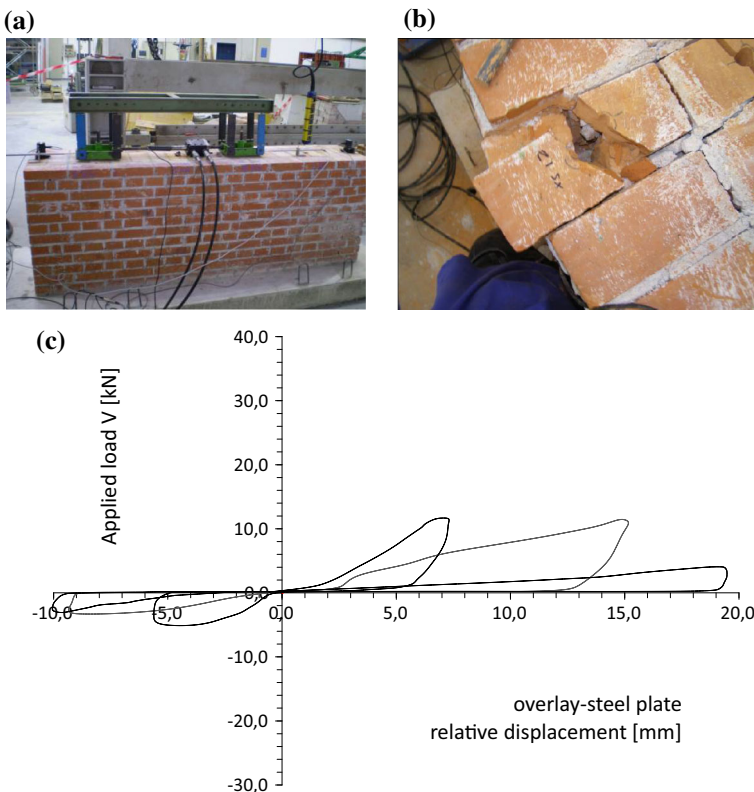 (a)
(b)
XS 13
(c)
Applied load V [kN]
40,0
30,0
20,0
10,0
0,0
-10,0
-20,0
-30,0
-10,0 -5,0 0,0 5,0 10,0 15,0 20,0
overlay-steel plate
relative displacement [mm]